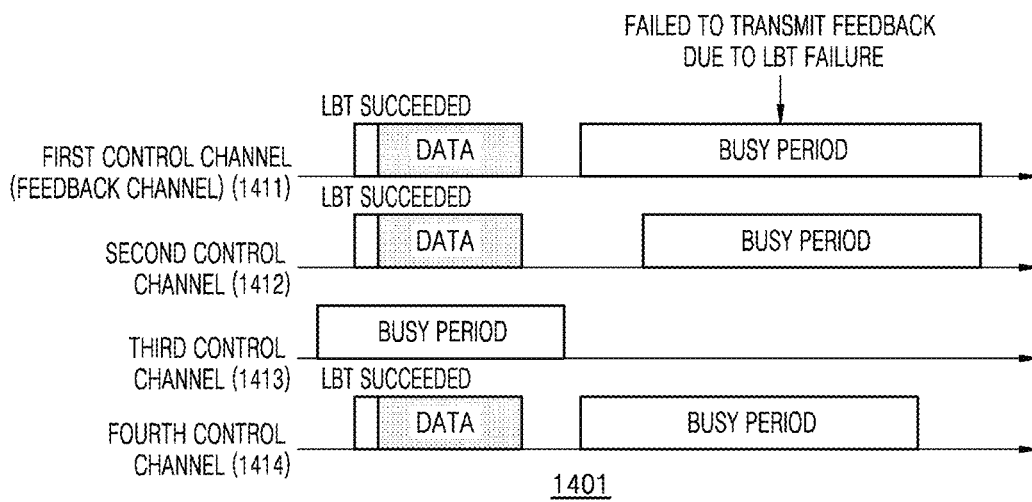 FAILED TO TRANSMIT FEEDBACK
DUE TO LBT FAILURE
LBT SUCCEEDED
FIRST CONTROL CHANNEL
(FEEDBACK CHANNEL) (1411)
DATA
BUSY PERIOD
LBT SUCCEEDED
SECOND CONTROL
CHANNEL (1412)
DATA
BUSY PERIOD
THIRD CONTROL
CHANNEL (1413)
BUSY PERIOD
LBT SUCCEEDED
FOURTH CONTROL
CHANNEL (1414)
DATA
BUSY PERIOD
1401